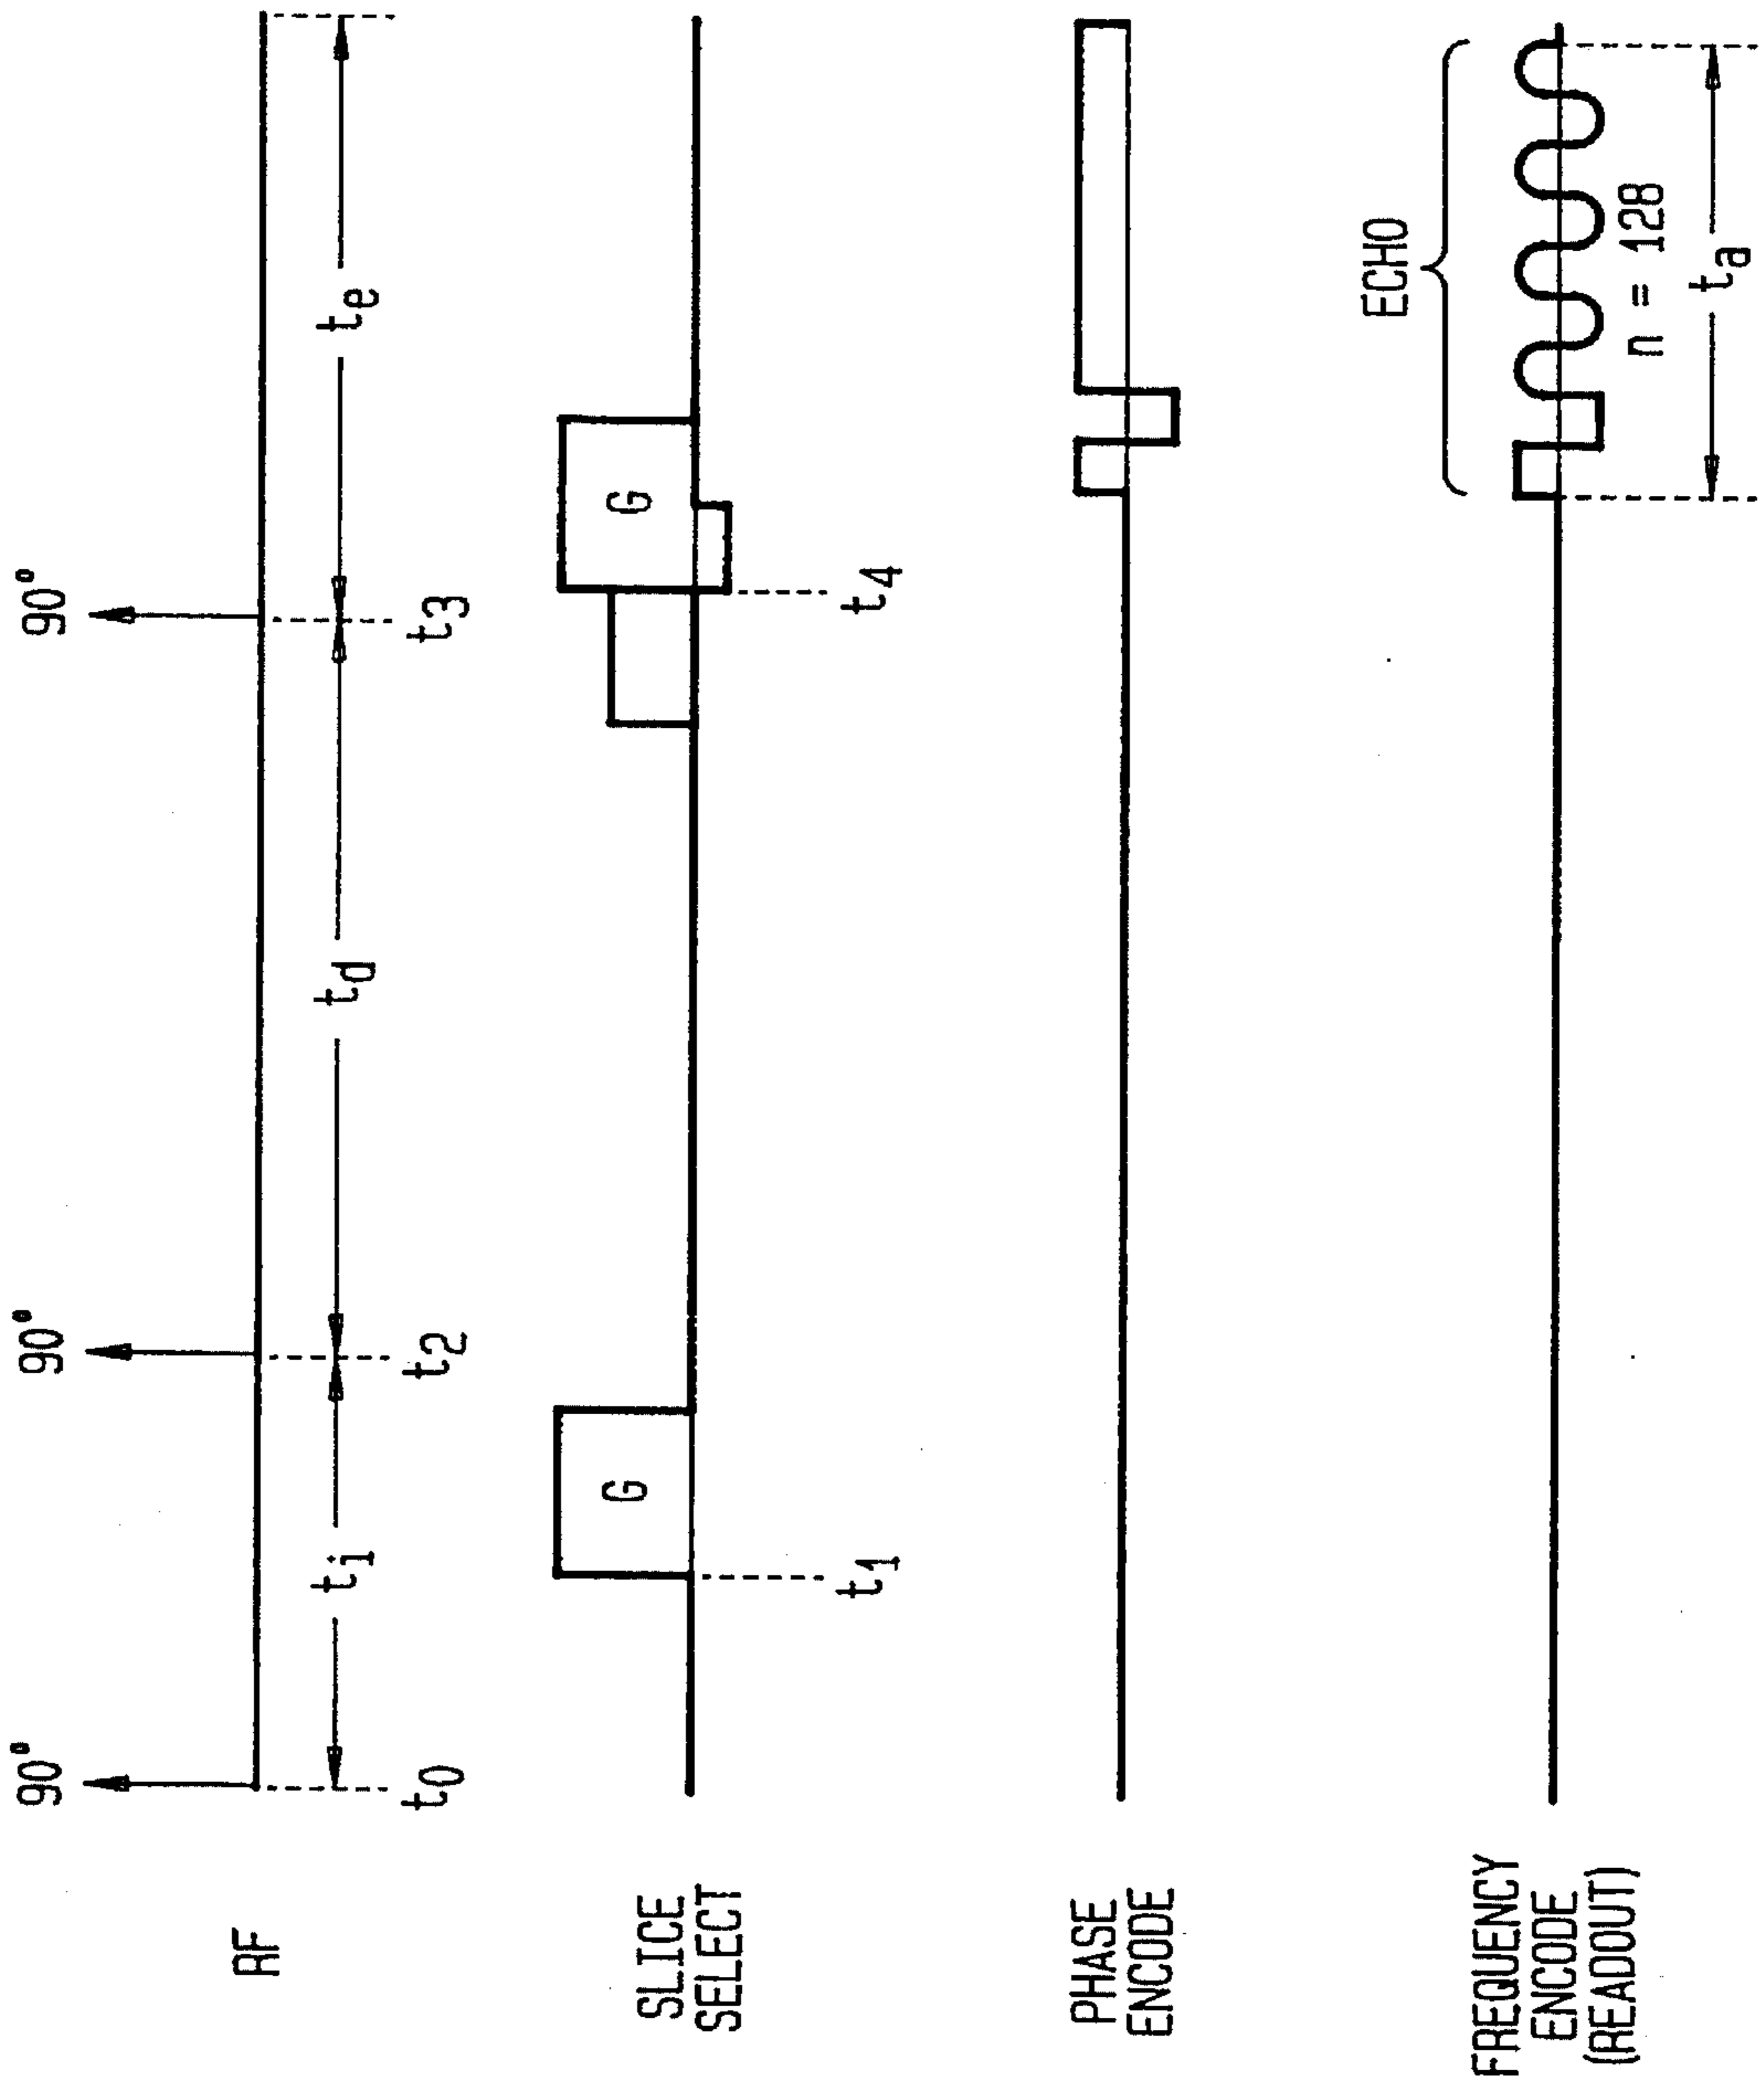 RF
90°
90°
90°
tᵢ
t_d
tₑ
t₀
t₂
t₃
SLICE
SELECT
G
G
t₁
t₄
PHASE
ENCODE
FREQUENCY
ENCODE
(READOUT)
ECHO
n = 128
tₐ